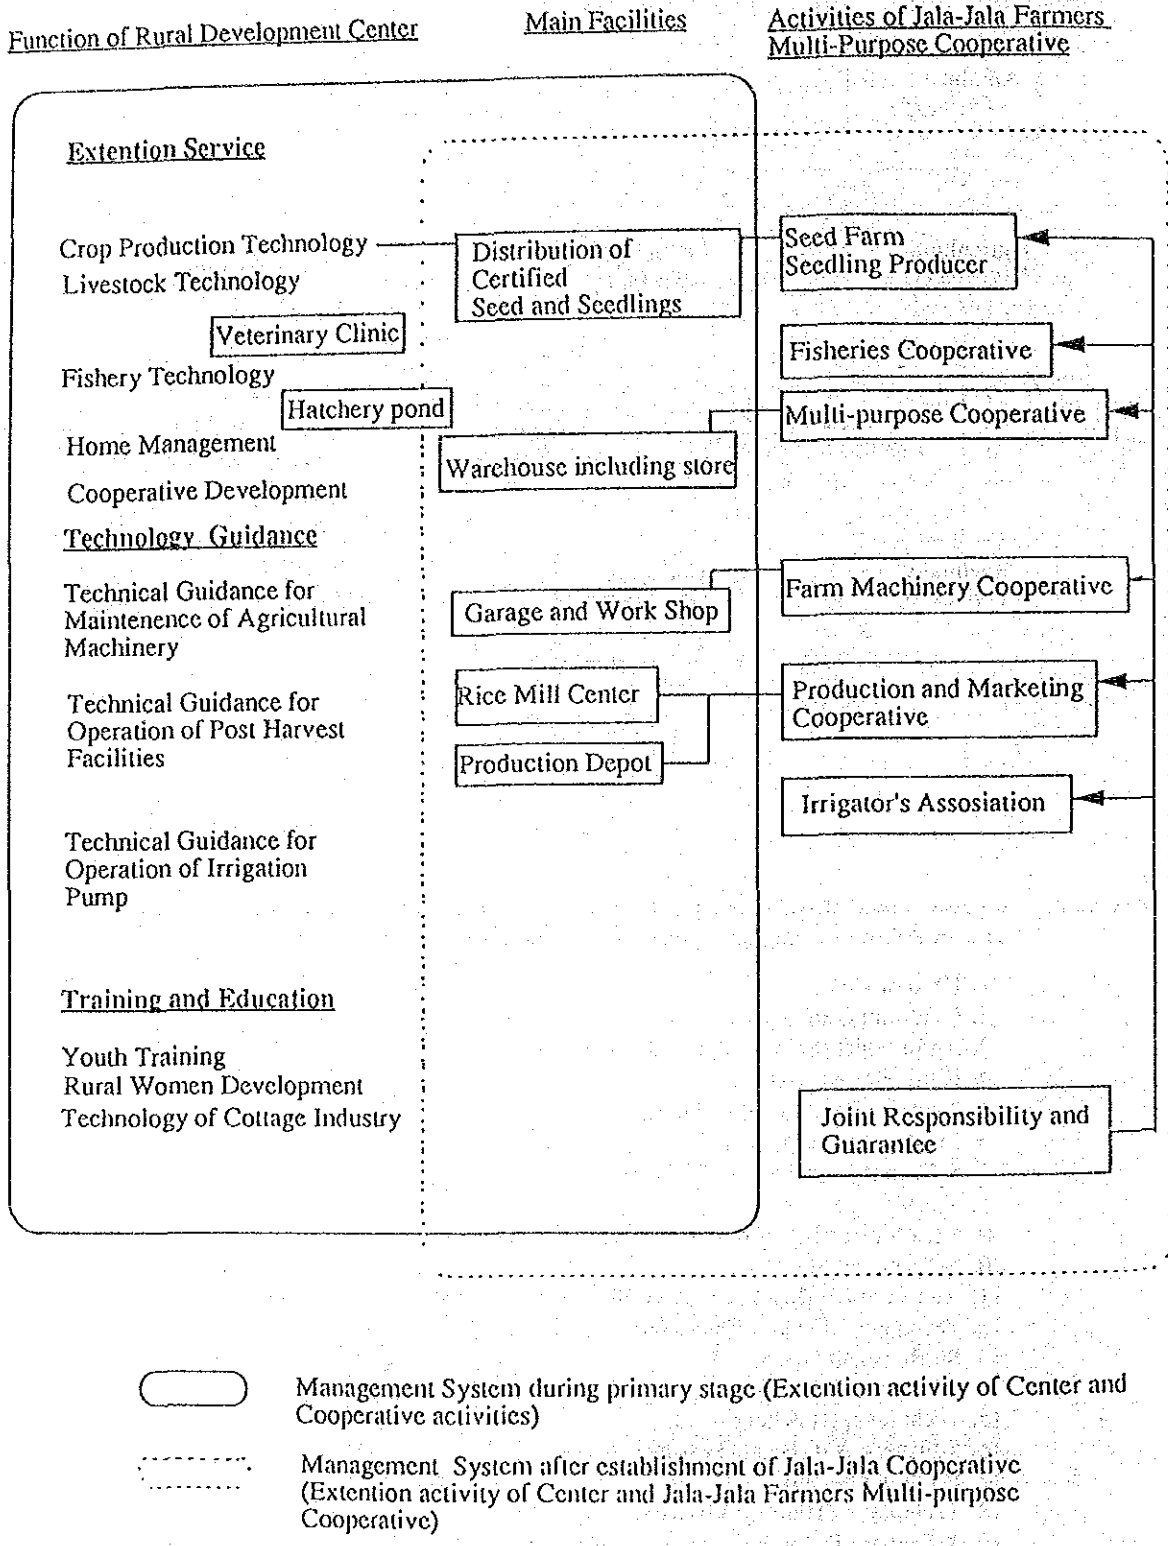 Function of Rural Development Center
Main Facilities
Activities of Jala-Jala Farmers
Multi-Purpose Cooperative
Extention Service
Crop Production Technology
Livestock Technology
Veterinary Clinic
Fishery Technology
Hatchery pond
Home Management
Cooperative Development
Technology Guidance
Technical Guidance for
Maintenence of Agricultural
Machinery
Technical Guidance for
Operation of Post Harvest
Facilities
Technical Guidance for
Operation of Irrigation
Pump
Training and Education
Youth Training
Rural Women Development
Technology of Cottage Industry
Distribution of
Certified
Seed and Seedlings
Warehouse including store
Garage and Work Shop
Rice Mill Center
Production Depot
Seed Farm
Seedling Producer
Fisheries Cooperative
Multi-purpose Cooperative
Farm Machinery Cooperative
Production and Marketing
Cooperative
Irrigator's Assosiation
Joint Responsibility and
Guarantee
Management System during primary stage (Extention activity of Center and
Cooperative activities)
Management System after establishment of Jala-Jala Cooperative
(Extention activity of Center and Jala-Jala Farmers Multi-purpose
Cooperative)